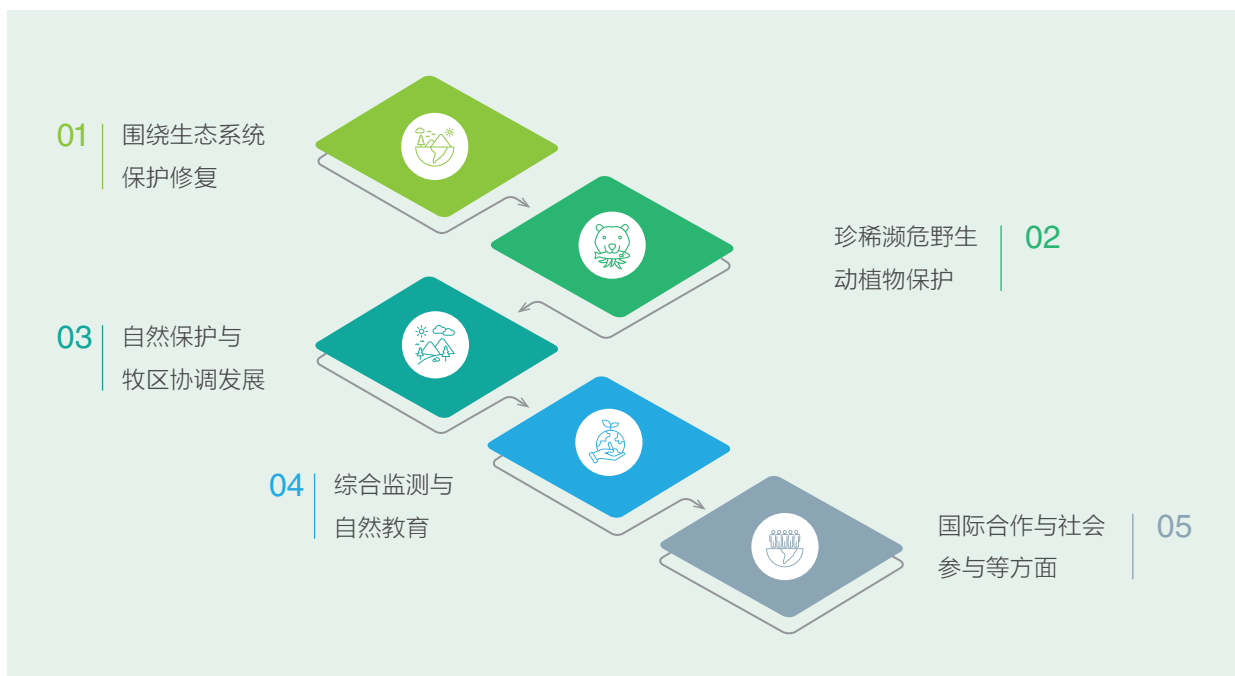 01
围绕生态系统
保护修复
珍稀濒危野生
动植物保护
02
03
自然保护与
牧区协调发展
04
综合监测与
自然教育
国际合作与社会
参与等方面
05